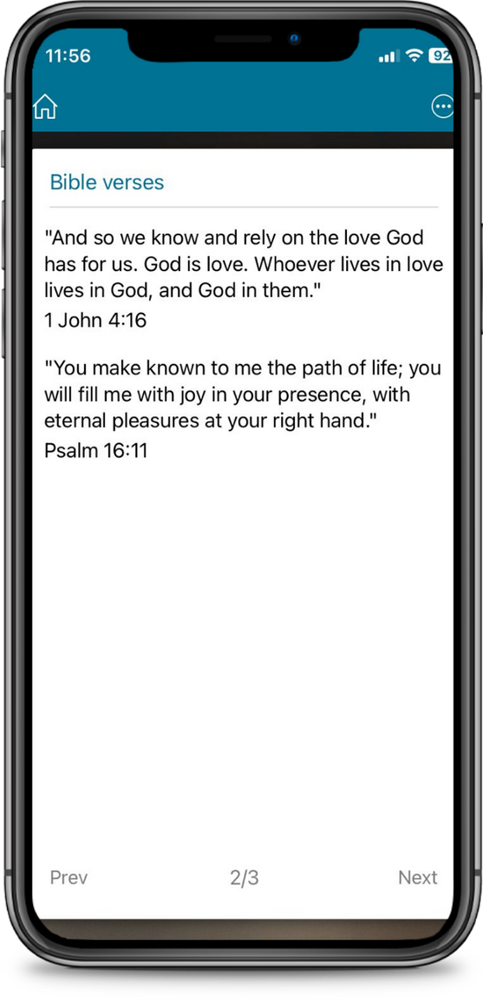 11:56
92
Bible verses
"And so we know and rely on the love God
has for us. God is love. Whoever lives in love
lives in God, and God in them."
1 John 4:16
"You make known to me the path of life; you
will fill me with joy in your presence, with
eternal pleasures at your right hand."
Psalm 16:11
Prev 2/3 Next